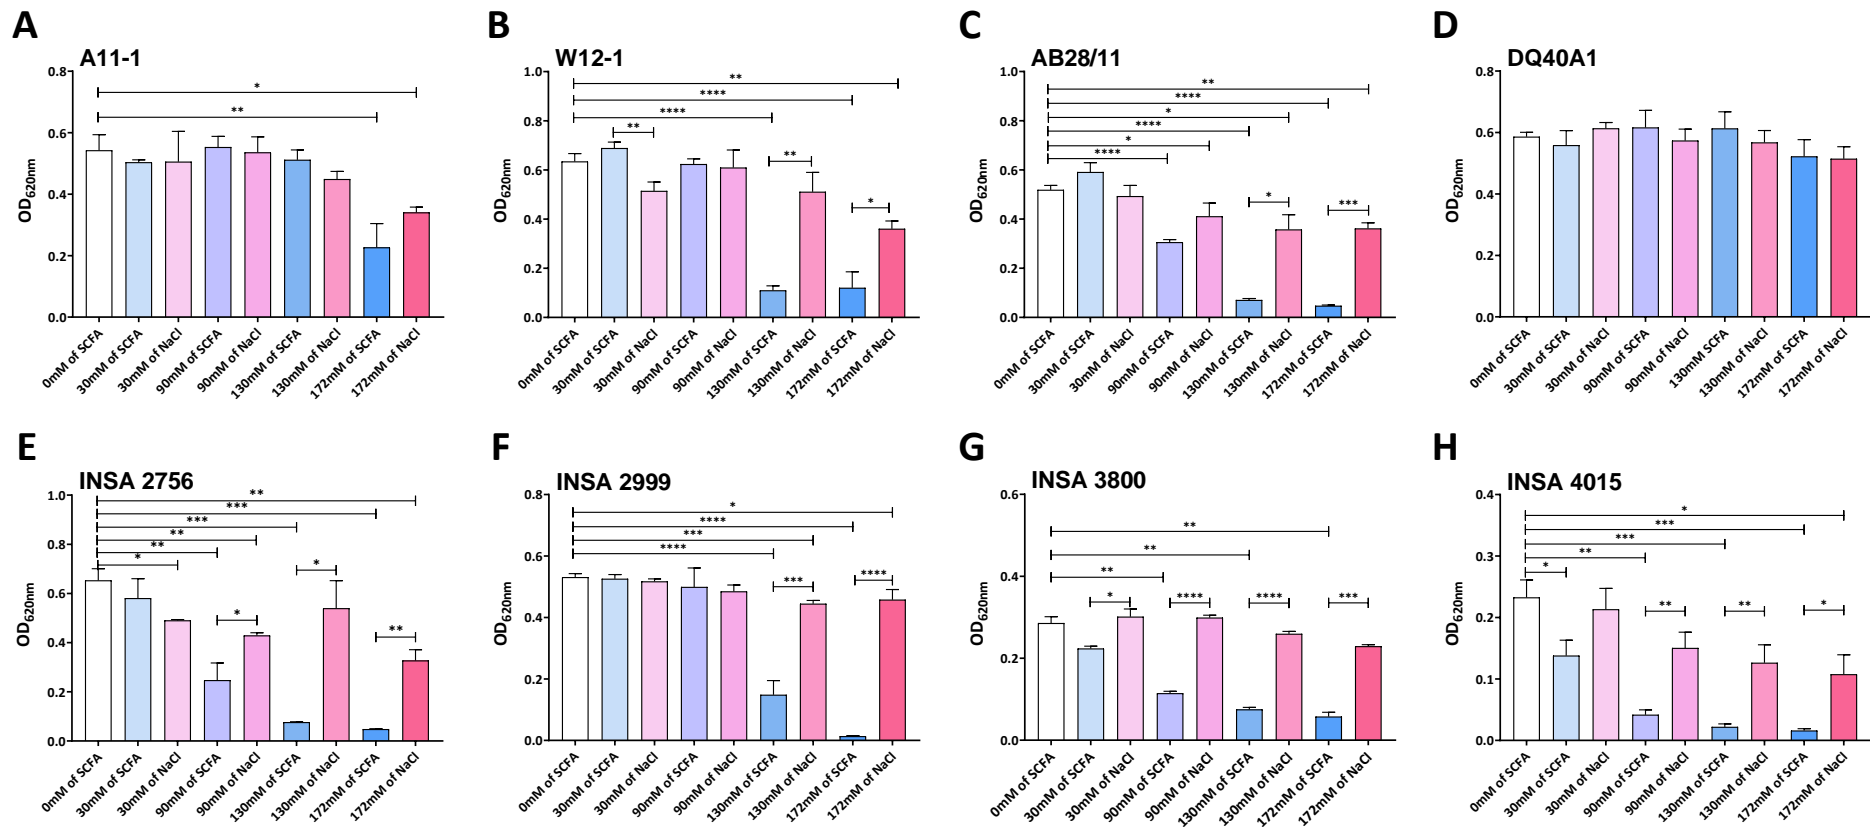 A
A11-1
OD620nm
0.8
0.6
0.4
0.2
0.0
*
**
0mM of SCFA
30mM of SCFA
30mM of NaCl
90mM of SCFA
90mM of NaCl
130mM of SCFA
130mM of NaCl
172mM of SCFA
172mM of NaCl
B
W12-1
OD620nm
1.0
0.8
0.6
0.4
0.2
0.0
**
****
****
**
**
*
0mM of SCFA
30mM of SCFA
30mM of NaCl
90mM of SCFA
90mM of NaCl
130mM of SCFA
130mM of NaCl
172mM of SCFA
172mM of NaCl
C
AB28/11
OD620nm
1.0
0.8
0.6
0.4
0.2
0.0
**
****
*
****
*
****
*
***
0mM of SCFA
30mM of SCFA
30mM of NaCl
90mM of SCFA
90mM of NaCl
130mM of SCFA
130mM of NaCl
172mM of SCFA
172mM of NaCl
D
DQ40A1
OD620nm
0.8
0.6
0.4
0.2
0.0
0mM of SCFA
30mM of SCFA
30mM of NaCl
90mM of SCFA
90mM of NaCl
130mM SCFA
130mM of NaCl
172mM of SCFA
172mM of NaCl
E
INSA 2756
OD620nm
1.0
0.8
0.6
0.4
0.2
0.0
**
***
***
**
**
*
*
*
**
0mM of SCFA
30mM of SCFA
30mM of NaCl
90mM of SCFA
90mM of NaCl
130mM of SCFA
130mM of NaCl
172mM of SCFA
172mM of NaCl
F
INSA 2999
OD620nm
0.8
0.6
0.4
0.2
0.0
*
****
***
****
***
****
0mM of SCFA
30mM of SCFA
30mM of NaCl
90mM of SCFA
90mM of NaCl
130mM of SCFA
130mM of NaCl
172mM of SCFA
172mM of NaCl
G
INSA 3800
OD620nm
0.6
0.4
0.2
0.0
**
**
**
*
****
****
***
0mM of SCFA
30mM of SCFA
30mM of NaCl
90mM of SCFA
90mM of NaCl
130mM of SCFA
130mM of NaCl
172mM of SCFA
172mM of NaCl
H
INSA 4015
OD620nm
0.4
0.3
0.2
0.1
0.0
*
***
***
**
*
**
**
*
0mM of SCFA
30mM of SCFA
30mM of NaCl
90mM of SCFA
90mM of NaCl
130mM of SCFA
130mM of NaCl
172mM of SCFA
172mM of NaCl